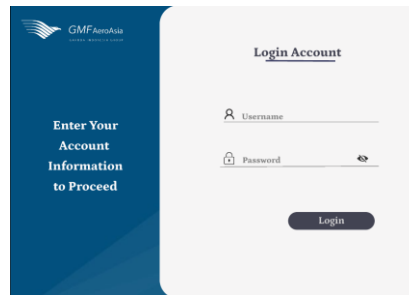 GMF AeroAsia
Login Account
Username
Enter Your
Account
Information
to Proceed
Password
Login